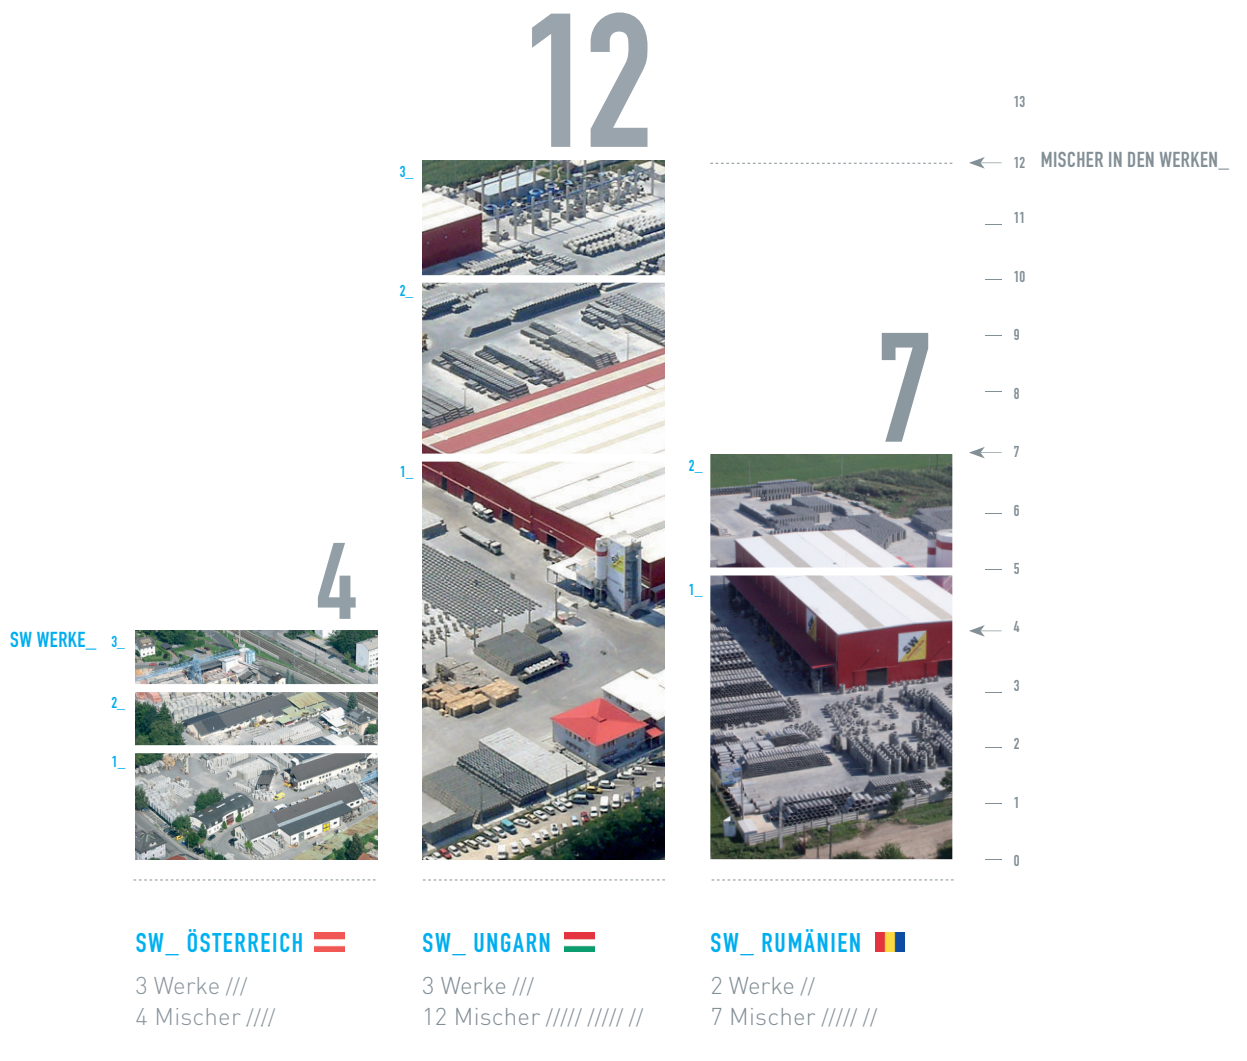 12
13
3_
12 MISCHER IN DEN WERKEN_
11
10
2_
9
7
8
7
2_
1_
6
4
5
1_
4
SW WERKE_ 3_
3
2_
2
1_
1
0
SW_ ÖSTERREICH
3 Werke ///
4 Mischer ////
SW_ UNGARN
3 Werke ///
12 Mischer ///// ///// //
SW_ RUMÄNIEN
2 Werke //
7 Mischer ///// //
SW